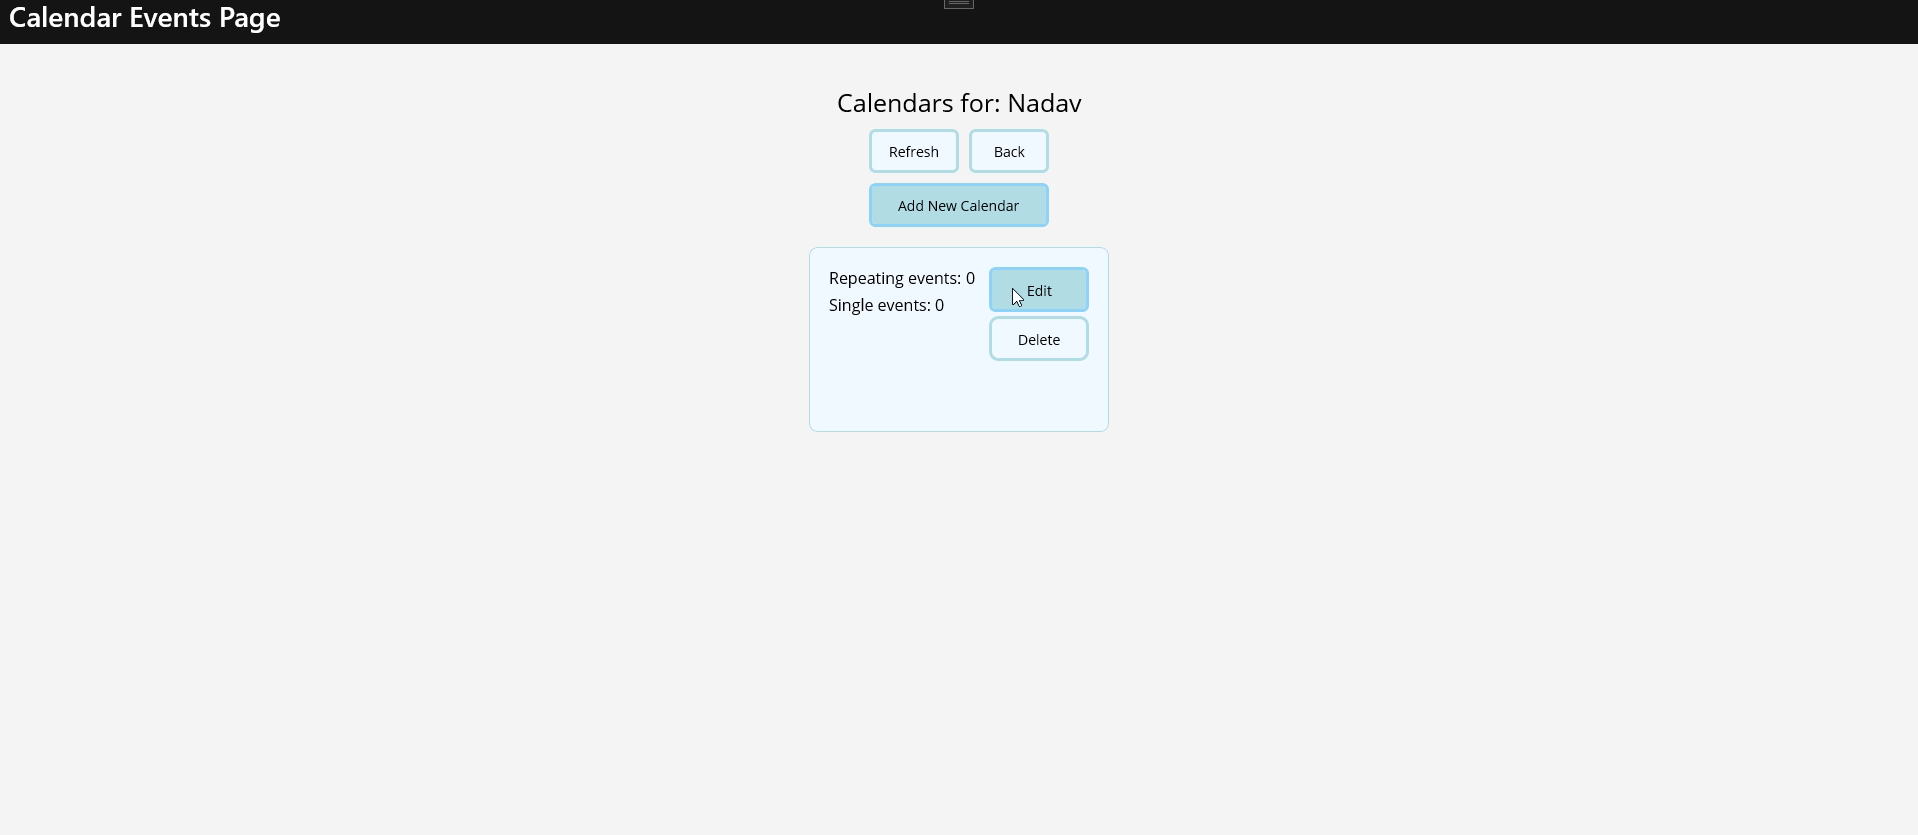 Calendar Events Page
Calendars for: Nadav
Refresh
Back
Add New Calendar
Repeating events: 0
Single events: 0
Edit
Delete